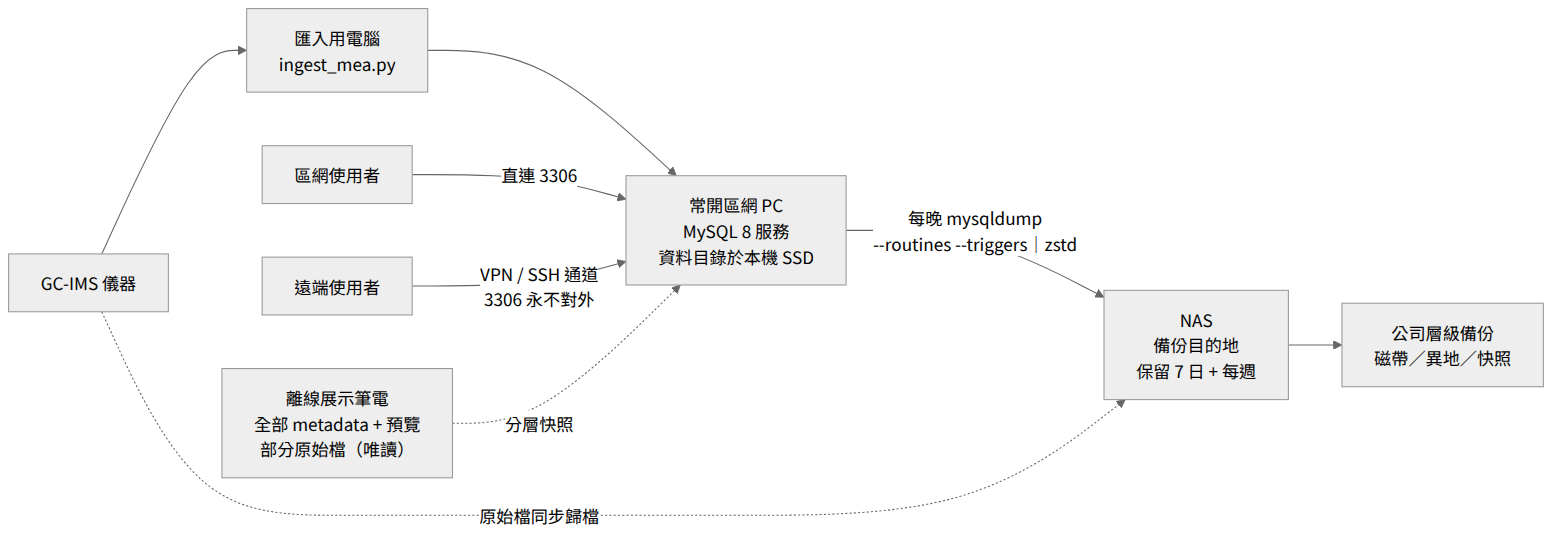 匯入用電腦
ingest_mea.py
區網使用者
直連 3306
常開區網 PC
MySQL 8 服務
資料目錄於本機 SSD
每晚 mysqldump
--routines --triggers｜zstd
GC-IMS 儀器
遠端使用者
VPN / SSH 通道
3306 永不對外
NAS
備份目的地
保留 7 日 + 每週
公司層級備份
磁帶／異地／快照
離線展示筆電
全部 metadata + 預覽
部分原始檔（唯讀）
分層快照
原始檔同步歸檔